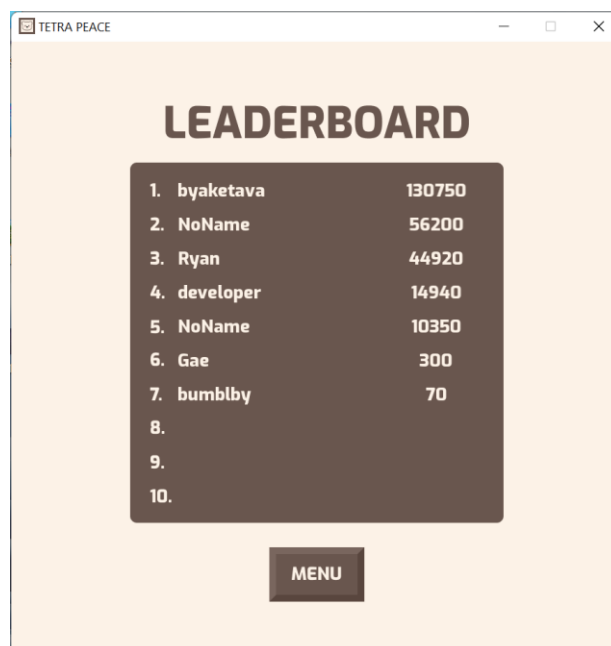 TETRA PEACE
LEADERBOARD
1. byaketava 130750
2. NoName 56200
3. Ryan 44920
4. developer 14940
5. NoName 10350
6. Gae 300
7. bumblby 70
8.
9.
10.
MENU